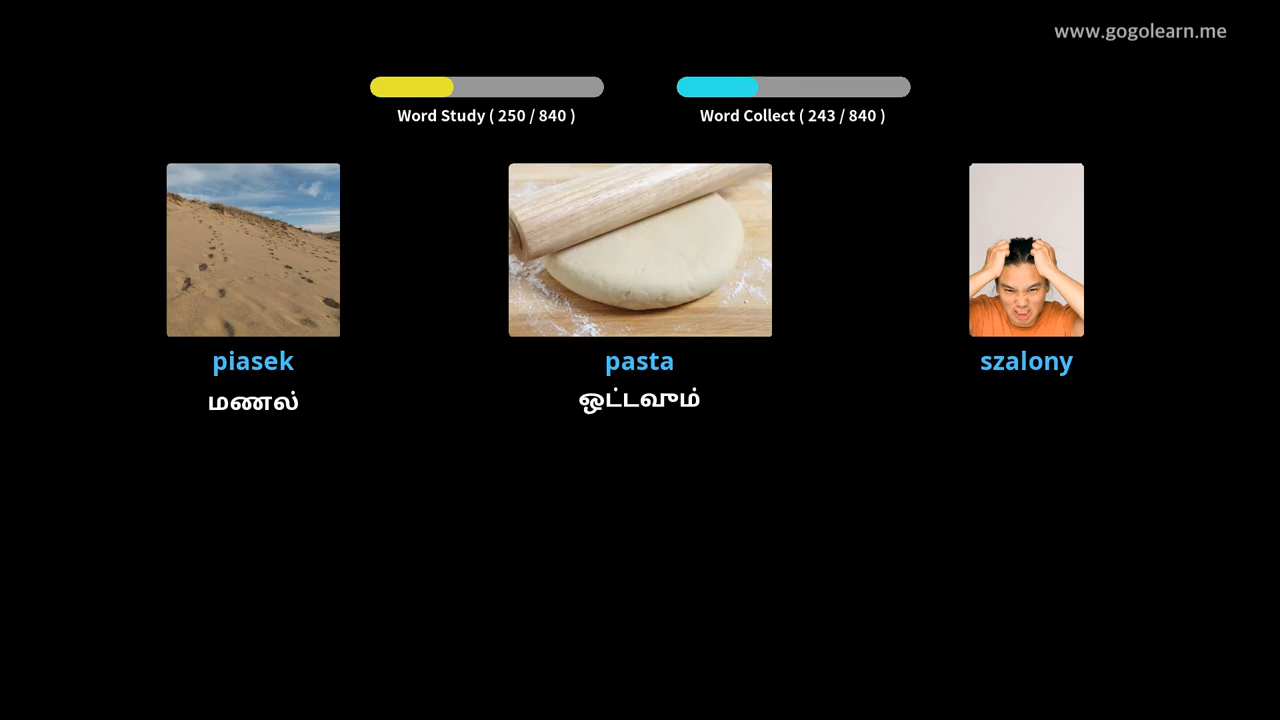 www.gogolearn.me
Word Study ( 250 / 840 )
Word Collect ( 243 / 840 )
piasek
pasta
szalony
மணல்
ஒட்டவும்